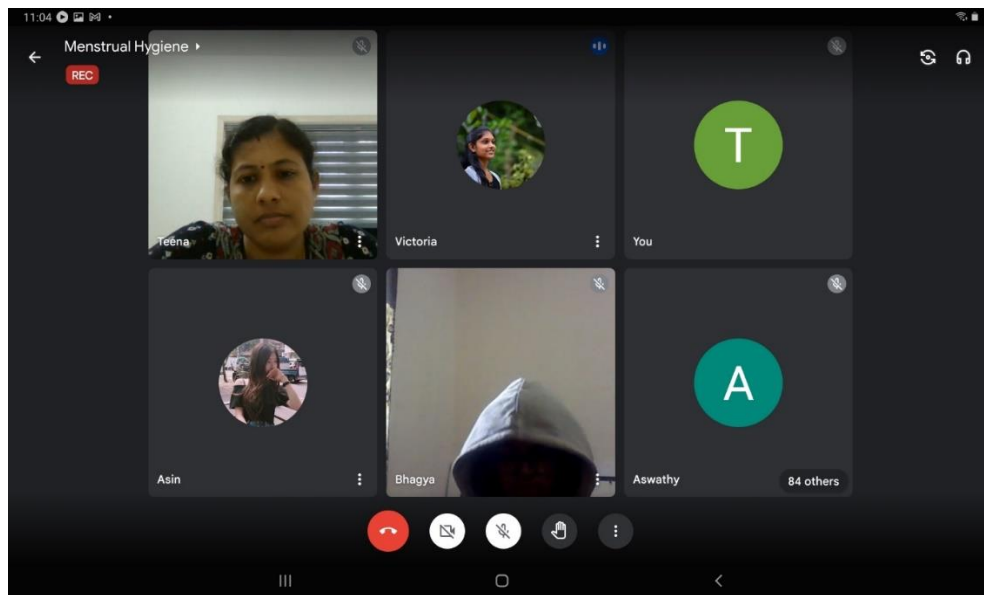 11:04
Menstrual Hygiene
REC
Teena
Victoria
T
You
Asin
Bhagya
A
Aswathy
84 others